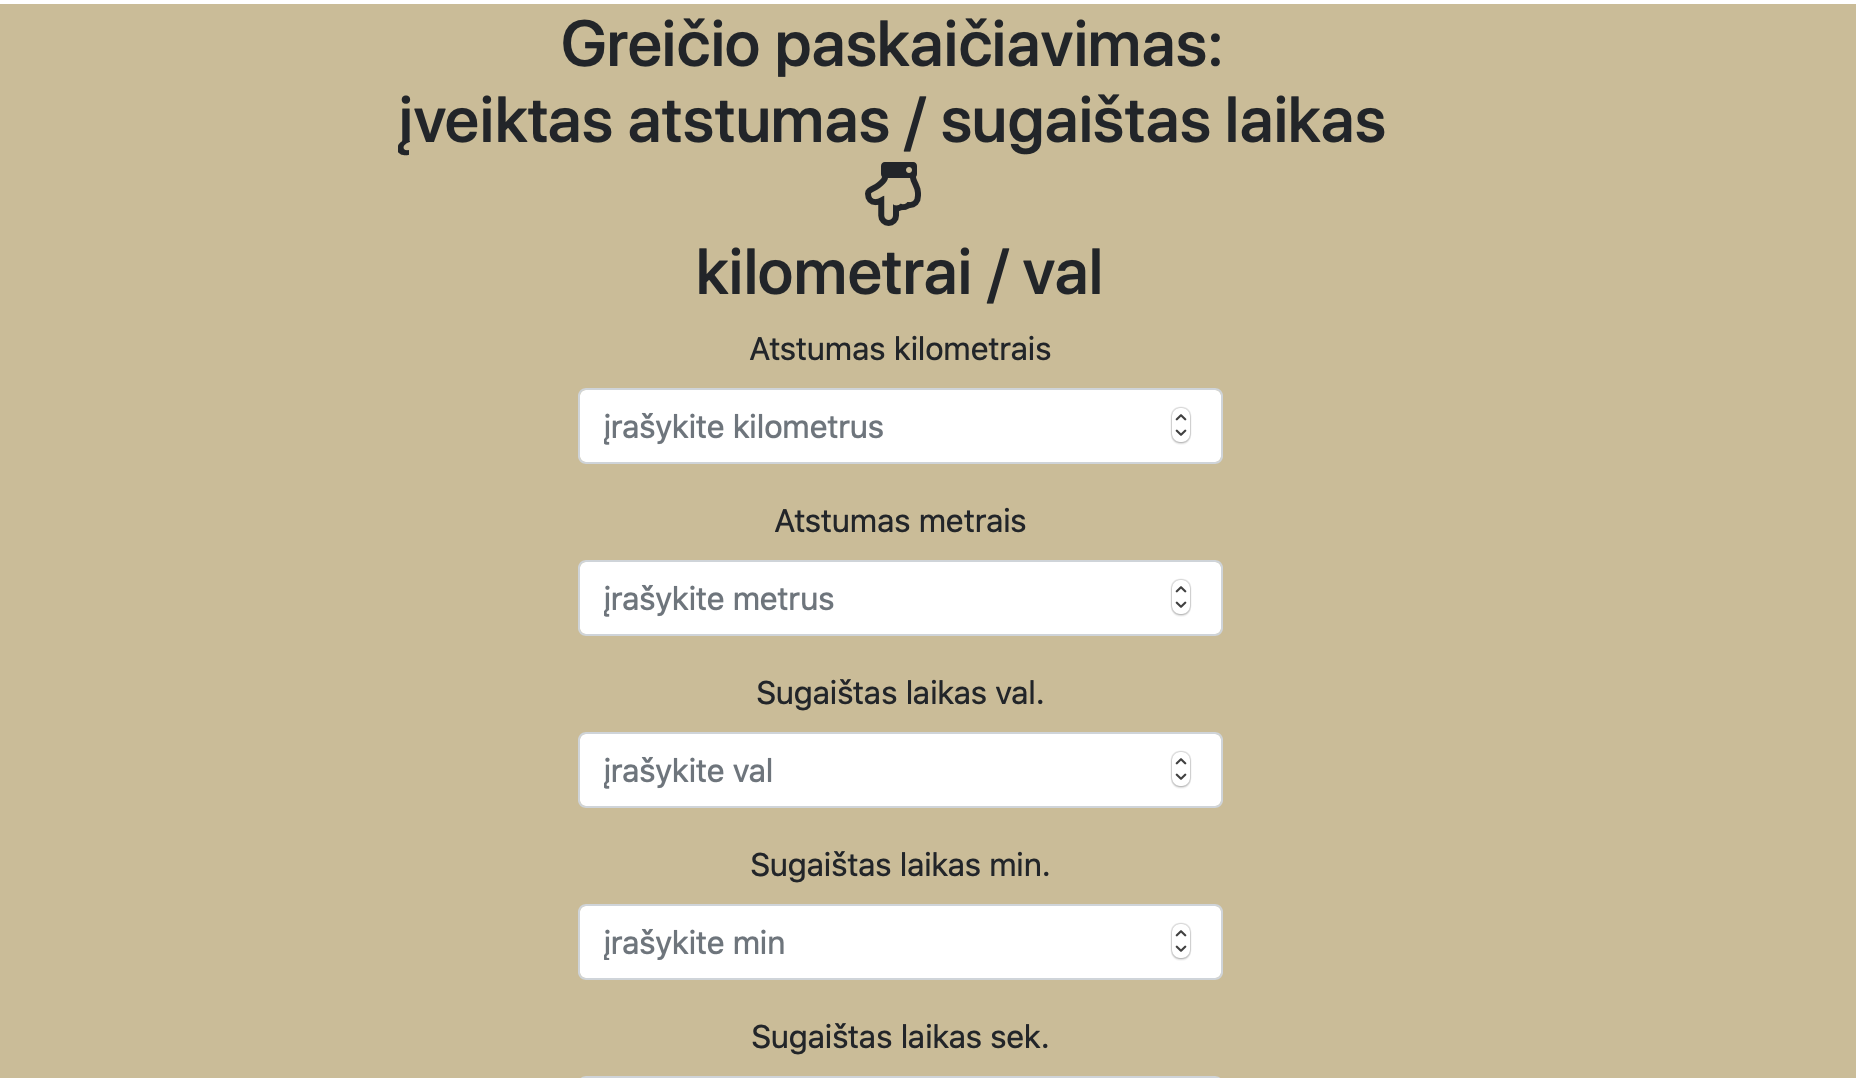 Greičio paskaičiavimas:
įveiktas atstumas / sugaištas laikas
kilometrai / val
Atstumas kilometrais
įrašykite kilometrus
Atstumas metrais
įrašykite metrus
Sugaištas laikas val.
įrašykite val
Sugaištas laikas min.
įrašykite min
Sugaištas laikas sek.